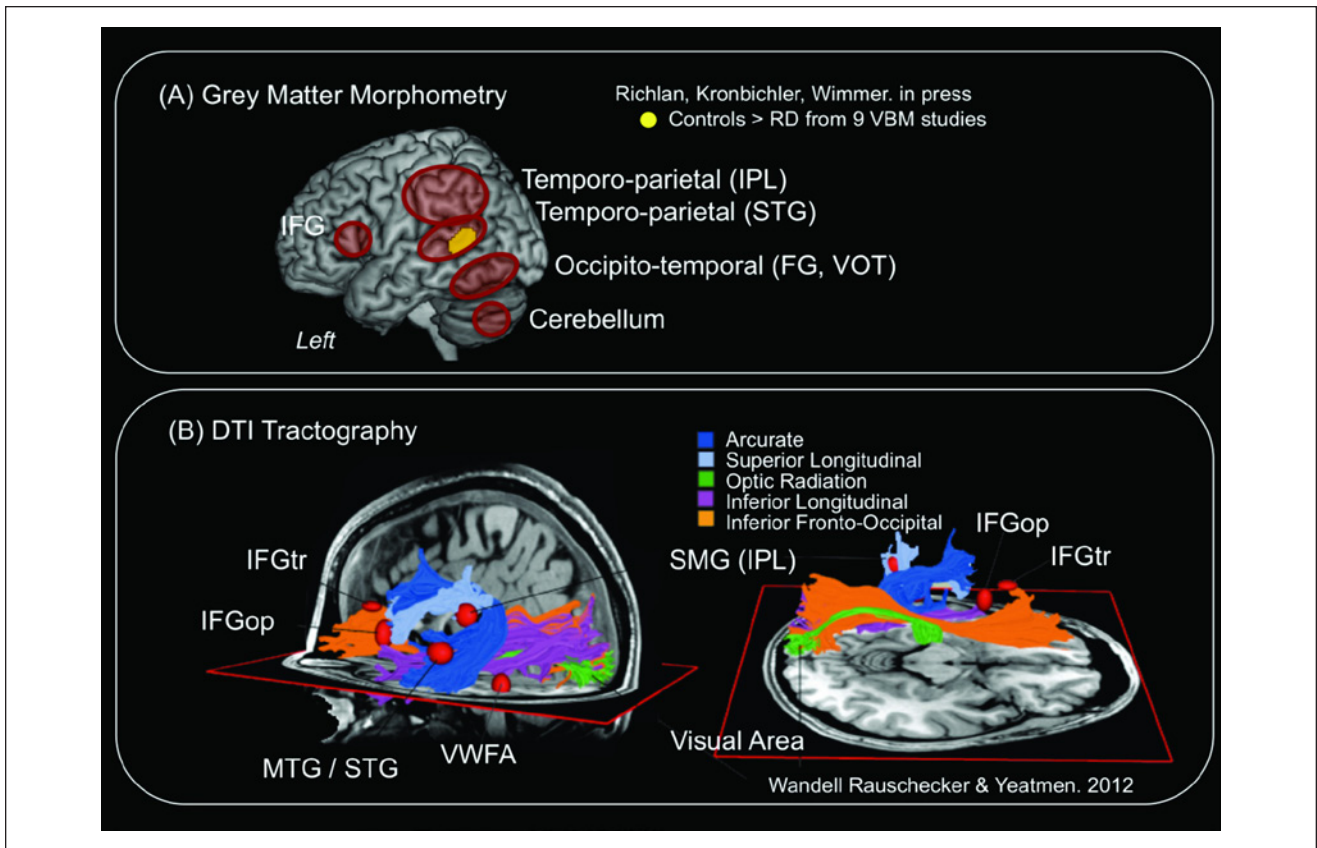 (A) Grey Matter Morphometry
Richlan, Kronbichler, Wimmer. in press
Controls > RD from 9 VBM studies
Temporo-parietal (IPL)
Temporo-parietal (STG)
IFG
Occipito-temporal (FG, VOT)
Cerebellum
Left
(B) DTI Tractography
Arcurate
Superior Longitudinal
Optic Radiation
Inferior Longitudinal
Inferior Fronto-Occipital
IFGop
IFGtr
SMG (IPL)
IFGtr
IFGop
Visual Area
VWFA
MTG / STG
Wandell Rauschecker & Yeatmen. 2012